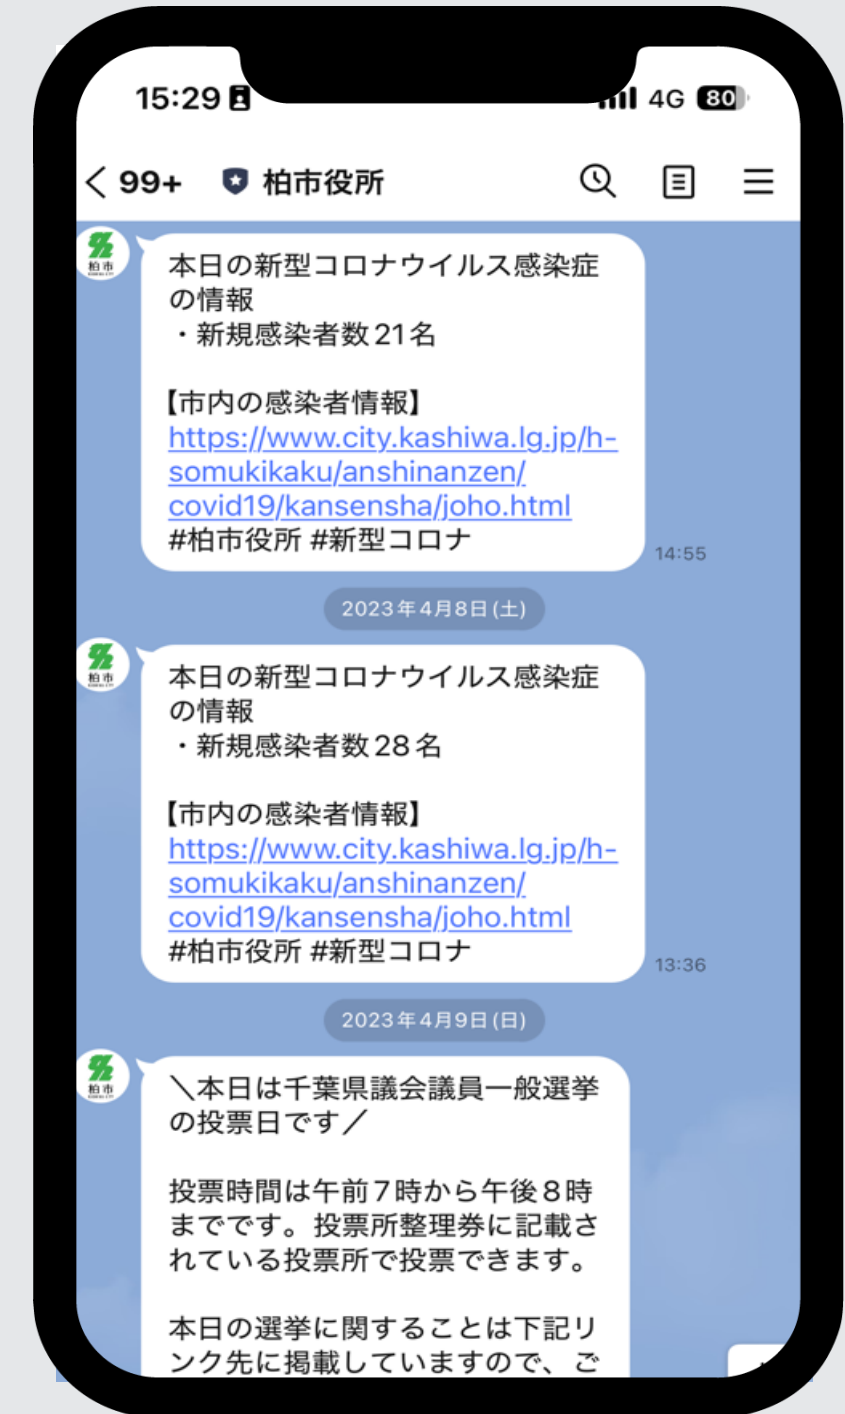 15:29
4G 80
99+ 柏市役所
柏市
本日の新型コロナウイルス感染症
の情報
・新規感染者数21名
【市内の感染者情報】
https://www.city.kashiwa.lg.jp/h-
somukikaku/anshinanzen/
covid19/kansensha/joho.html
#柏市役所 #新型コロナ
14:55
2023年4月8日(土)
柏市
本日の新型コロナウイルス感染症
の情報
・新規感染者数28名
【市内の感染者情報】
https://www.city.kashiwa.lg.jp/h-
somukikaku/anshinanzen/
covid19/kansensha/joho.html
#柏市役所 #新型コロナ
13:36
2023年4月9日(日)
柏市
＼本日は千葉県議会議員一般選挙
の投票日です／
投票時間は午前7時から午後8時
までです。投票所整理券に記載さ
れている投票所で投票できます。
本日の選挙に関することは下記リ
ンク先に掲載していますので、ご